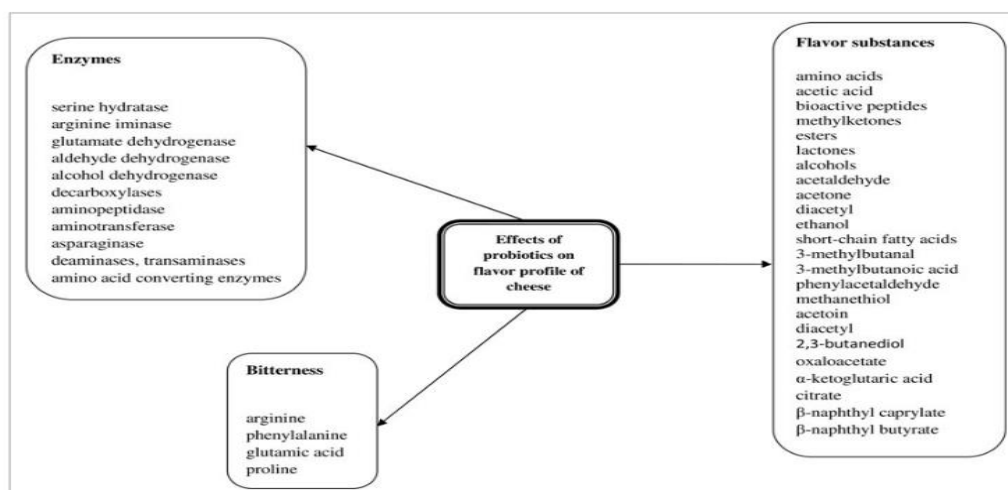 Enzymes
serine hydratase
arginine iminase
glutamate dehydrogenase
aldehyde dehydrogenase
alcohol dehydrogenase
decarboxylases
aminopeptidase
aminotransferase
asparaginase
deaminases, transaminases
amino acid converting enzymes
Effects of
probiotics on
flavor profile of
cheese
Bitterness
arginine
phenylalanine
glutamic acid
proline
Flavor substances
amino acids
acetic acid
bioactive peptides
methylketones
esters
lactones
alcohols
acetaldehyde
acetone
diacetyl
ethanol
short-chain fatty acids
3-methylbutanal
3-methylbutanoic acid
phenylacetaldehyde
methanethiol
acetoin
diacetyl
2,3-butanediol
oxaloacetate
α-ketoglutaric acid
citrate
β-naphthyl caprylate
β-naphthyl butyrate